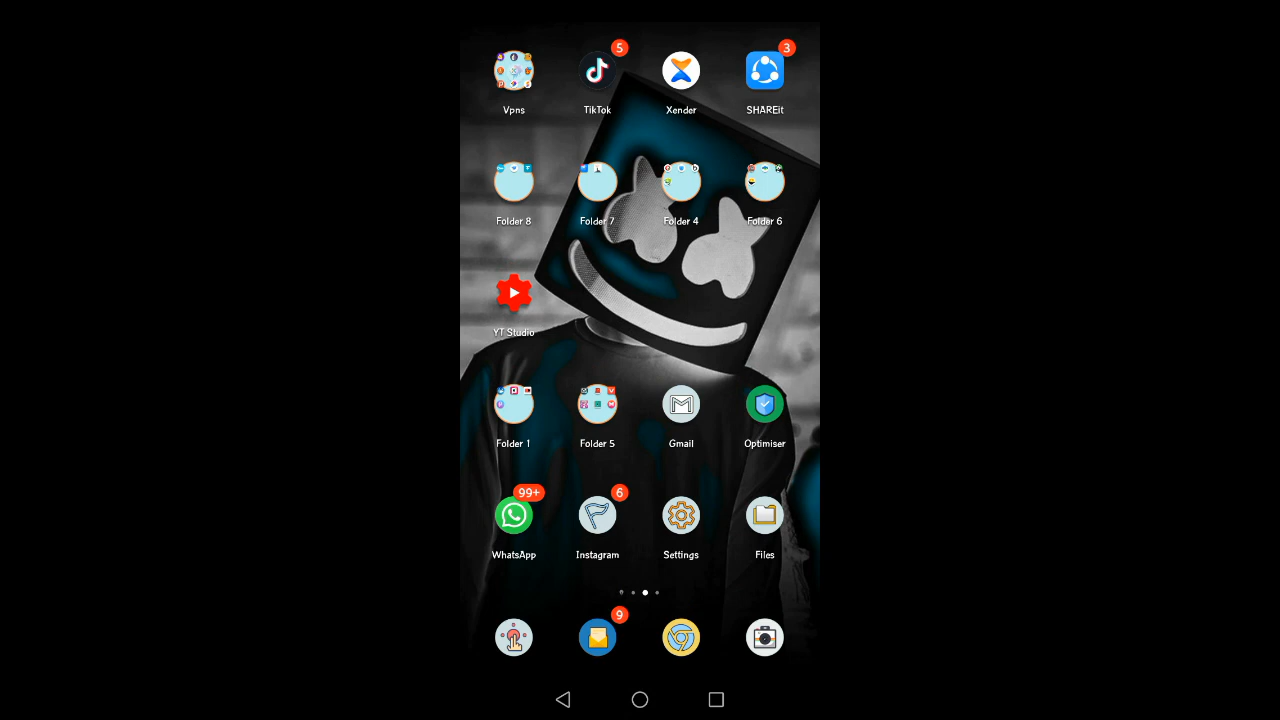 5
3
Vpns
TikTok
Xender
SHAREit
Folder 8
Folder 7
Folder 4
Folder 6
YT Studio
Folder 1
Folder 5
Gmail
Optimiser
99+
6
WhatsApp
Instagram
Settings
Files
9